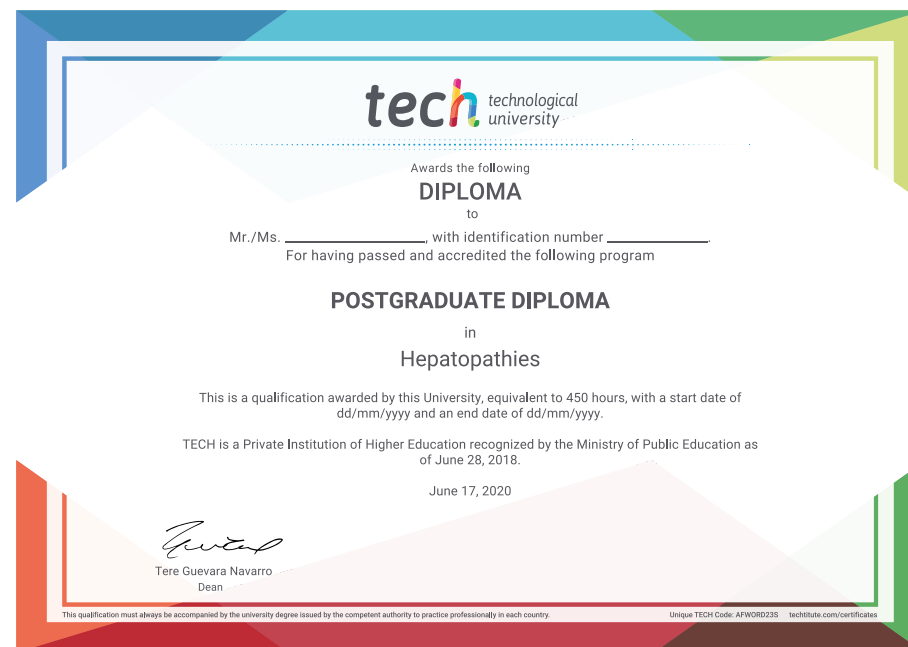 tech technological
university
Awards the following
DIPLOMA
to
Mr./Ms. ____________________, with identification number ______________.
For having passed and accredited the following program
POSTGRADUATE DIPLOMA
in
Hepatopathies
This is a qualification awarded by this University, equivalent to 450 hours, with a start date of
dd/mm/yyyy and an end date of dd/mm/yyyy.
TECH is a Private Institution of Higher Education recognized by the Ministry of Public Education as
of June 28, 2018.
June 17, 2020
Tere Guevara Navarro
Dean
This qualification must always be accompanied by the university degree issued by the competent authority to practice professionally in each country.
Unique TECH Code: AFWORD23S techtitute.com/certificates